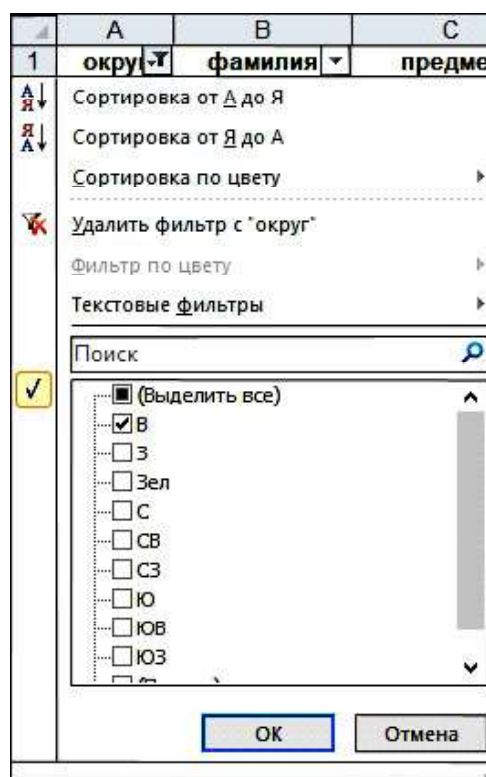 A B C
1 округ фамилия предме
Сортировка от А до Я
Сортировка от Я до А
Сортировка по цвету
Удалить фильтр с "округ"
Фильтр по цвету
Текстовые фильтры
Поиск
(Выделить все)
В
З
Зел
С
СВ
СЗ
Ю
ЮВ
ЮЗ
ОК Отмена